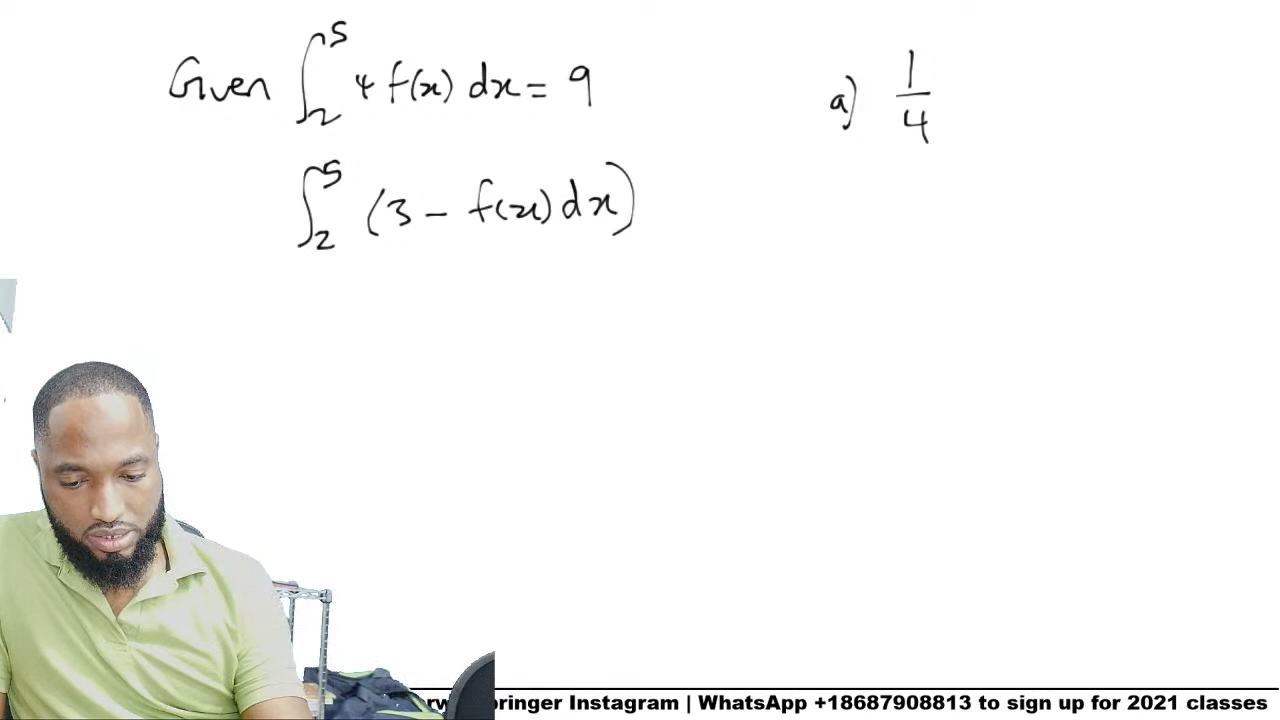 Given ∫₂⁵ 4 f(x) dx = 9
a) 1/4
∫₂⁵ (3 - f(x) dx)
Instagram | WhatsApp +18687908813 to sign up for 2021 classes